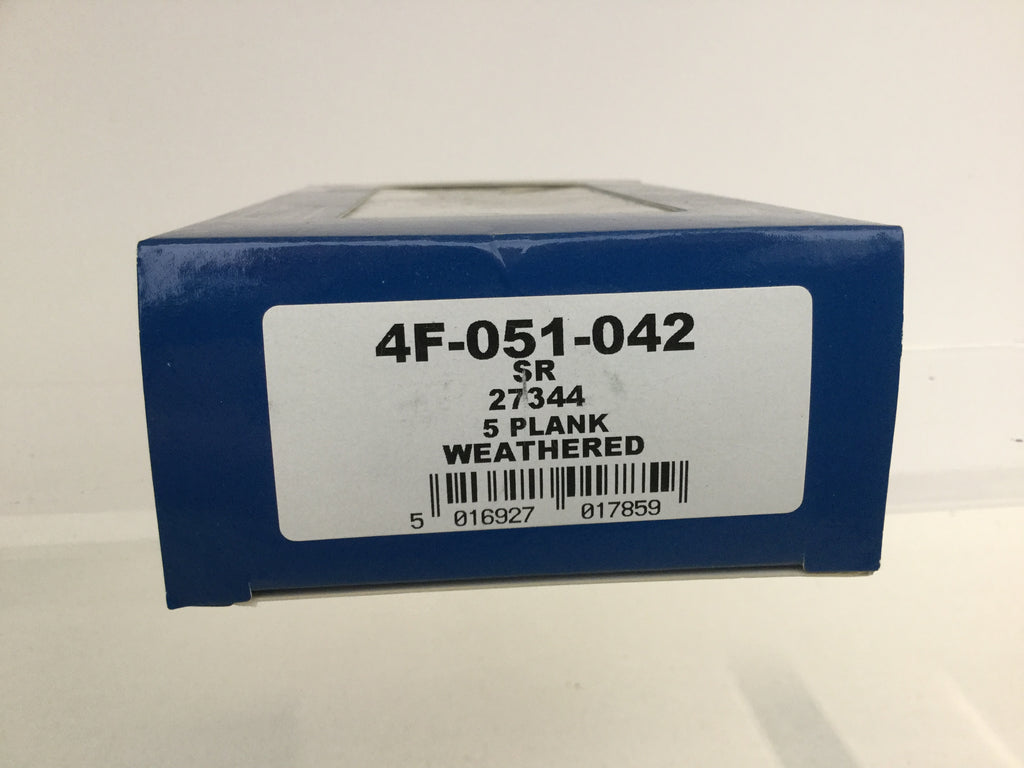 4F-051-042
SR
27344
5 PLANK
WEATHERED
5 016927 017859